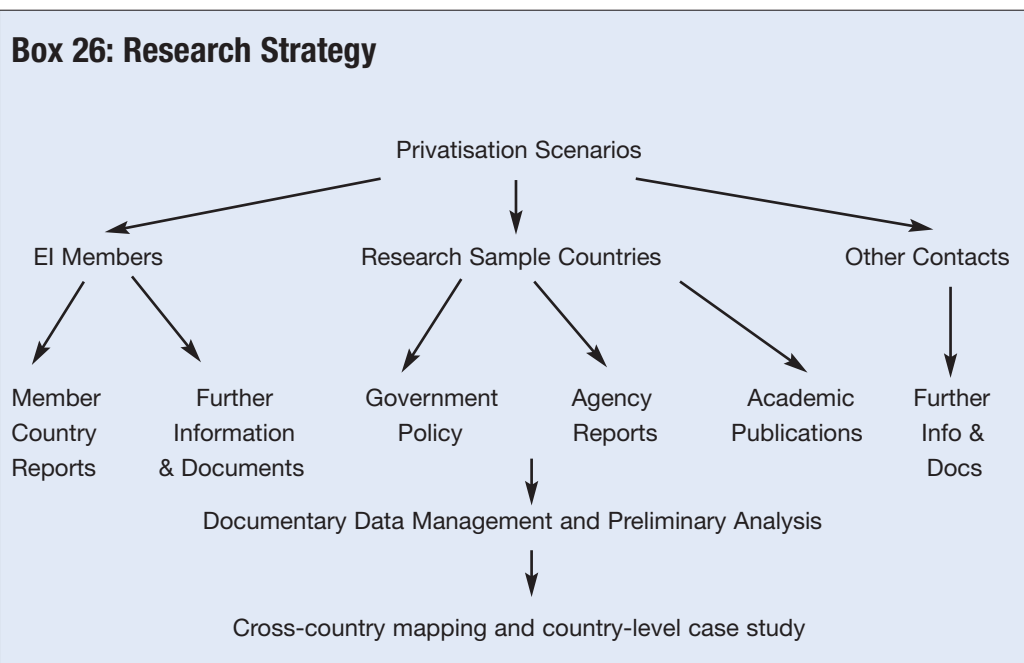 Box 26: Research Strategy
Privatisation Scenarios
EI Members
Research Sample Countries
Other Contacts
Member
Country
Reports
Further
Information
& Documents
Government
Policy
Agency
Reports
Academic
Publications
Further
Info &
Docs
Documentary Data Management and Preliminary Analysis
Cross-country mapping and country-level case study